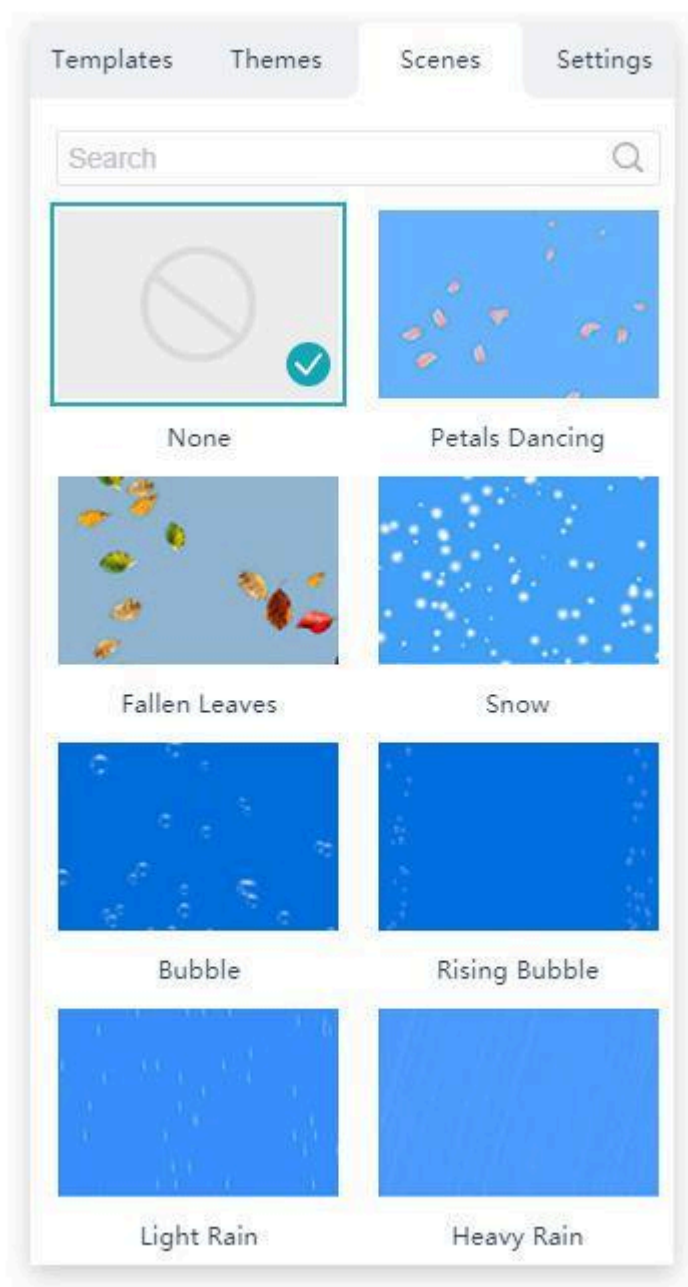 Templates Themes Scenes Settings
Search
None Petals Dancing
Fallen Leaves Snow
Bubble Rising Bubble
Light Rain Heavy Rain